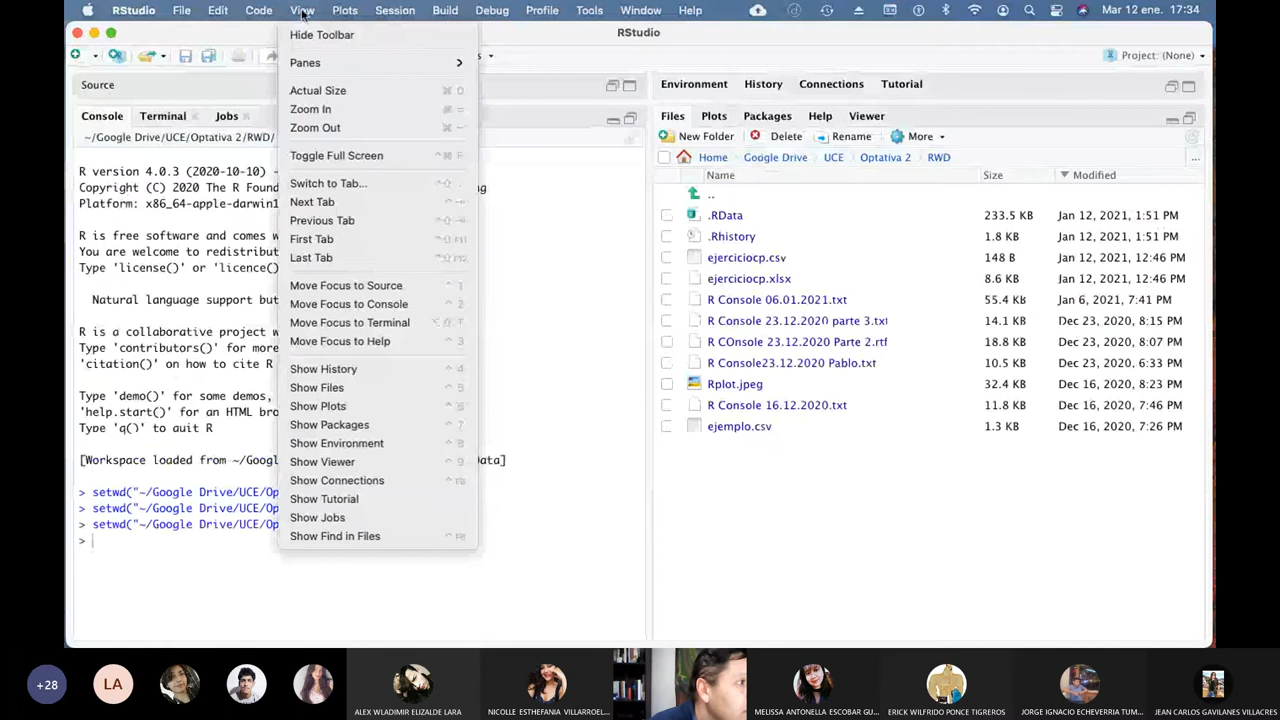 RStudio File Edit Code View Plots Session Build Debug Profile Tools Window Help Mar 12 ene. 17:34
RStudio
Project: (None)
Source
Console Terminal Jobs
~/Google Drive/UCE/Optativa 2/RWD/
R version 4.0.3 (2020-10-10) -
Copyright (C) 2020 The R Found
Platform: x86_64-apple-darwin1
R is free software and comes w
You are welcome to redistribut
Type 'license()' or 'licence()
Natural language support but
R is a collaborative project w
Type 'contributors()' for more
'citation()' on how to cite R
Type 'demo()' for some demos,
'help.start()' for an HTML bro
Type 'q()' to quit R
[Workspace loaded from ~/Googl
ata]
> setwd("~/Google Drive/UCE/Op
> setwd("~/Google Drive/UCE/Op
> setwd("~/Google Drive/UCE/Opt
>
Hide Toolbar
Panes
Actual Size ⌘ 0
Zoom In
Zoom Out
Toggle Full Screen ^⌘ F
Switch to Tab...
Next Tab
Previous Tab
First Tab
Last Tab
Move Focus to Source ^ 1
Move Focus to Console ^ 2
Move Focus to Terminal
Move Focus to Help ^ 3
Show History ^ 4
Show Files ^ 5
Show Plots ^ 6
Show Packages ^ 7
Show Environment ^ 8
Show Viewer ^ 9
Show Connections
Show Tutorial
Show Jobs
Show Find in Files
Environment History Connections Tutorial
Files Plots Packages Help Viewer
New Folder Delete Rename More
Home Google Drive UCE Optativa 2 RWD ...
Name Size Modified
..
.RData 233.5 KB Jan 12, 2021, 1:51 PM
.Rhistory 1.8 KB Jan 12, 2021, 1:51 PM
ejerciciocp.csv 148 B Jan 12, 2021, 12:46 PM
ejerciciocp.xlsx 8.6 KB Jan 12, 2021, 12:46 PM
R Console 06.01.2021.txt 55.4 KB Jan 6, 2021, 7:41 PM
R Console 23.12.2020 parte 3.txt 14.1 KB Dec 23, 2020, 8:15 PM
R COnsole 23.12.2020 Parte 2.rtf 18.8 KB Dec 23, 2020, 8:07 PM
R Console23.12.2020 Pablo.txt 10.5 KB Dec 23, 2020, 6:33 PM
Rplot.jpeg 32.4 KB Dec 16, 2020, 8:23 PM
R Console 16.12.2020.txt 11.8 KB Dec 16, 2020, 7:46 PM
ejemplo.csv 1.3 KB Dec 16, 2020, 7:26 PM
+28
LA
ALEX WLADIMIR ELIZALDE LARA
NICOLLE ESTHEFANIA VILLARROEL...
MELISSA ANTONELLA ESCOBAR GU...
ERICK WILFRIDO PONCE TIGREROS
JORGE IGNACIO ECHEVERRIA TUM...
JEAN CARLOS GAVILANES VILLACRES